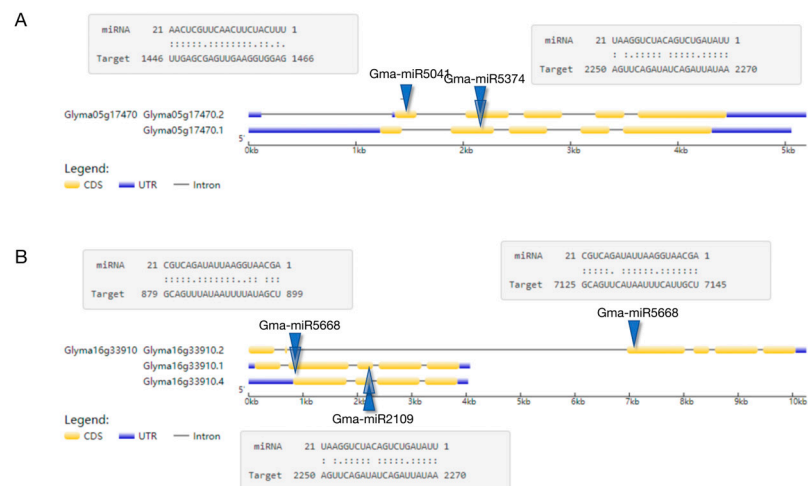 A
miRNA 21 AACUCGUUCAACUUCUACUUU 1
::::::.::::::::.::.:.
Target 1446 UUGAGCGAGUUGAAGGUGGAG 1466
miRNA 21 UAAGGUCUACAGUCUGAUAUU 1
: :.::::: :::::.:::::
Target 2250 AGUUCAGAUAUCAGAUUAUAA 2270
Gma-miR5041
Gma-miR5374
Glyma05g17470 Glyma05g17470.2
Glyma05g17470.1
5'
0kb 1kb 2kb 3kb 4kb 5kb
Legend:
CDS UTR Intron
B
miRNA 21 CGUCAGAUAUUAAGGUAACGA 1
:::::.::::::::..:: :::
Target 879 GCAGUUUAUAAUUUUAUAGCU 899
miRNA 21 CGUCAGAUAUUAAGGUAACGA 1
:::::. ::::::.:::::::
Target 7125 GCAGUUCAUAAUUUCAUUGCU 7145
Gma-miR5668
Gma-miR5668
Glyma16g33910 Glyma16g33910.2
Glyma16g33910.1
Glyma16g33910.4
5'
0kb 1kb 2kb 3kb 4kb 5kb 6kb 7kb 8kb 9kb 10kb
Gma-miR2109
Legend:
CDS UTR Intron
miRNA 21 UAAGGUCUACAGUCUGAUAUU 1
: :.::::: :::::.:::::
Target 2250 AGUUCAGAUAUCAGAUUAUAA 2270